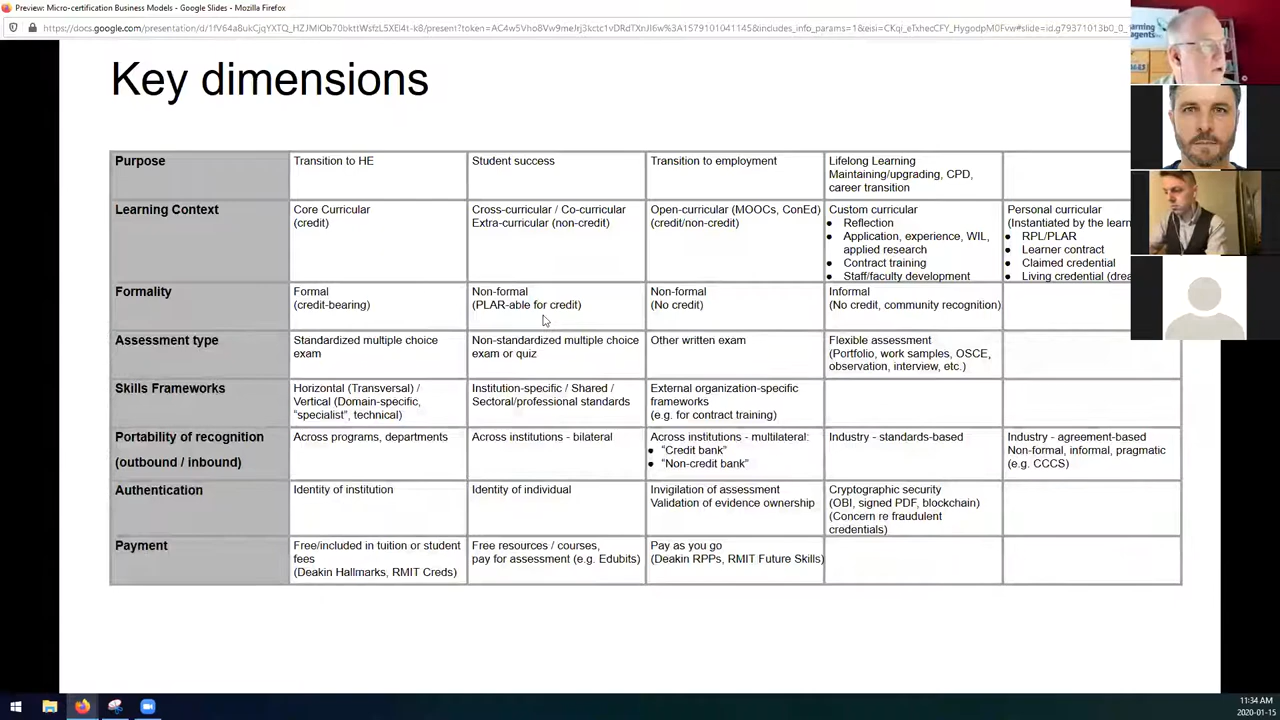 Preview: Micro-certification Business Models - Google Slides - Mozilla Firefox
Key dimensions
Purpose
Transition to HE
Student success
Transition to employment
Lifelong Learning
Maintaining/upgrading, CPD,
career transition
Learning Context
Core Curricular
(credit)
Cross-curricular / Co-curricular
Extra-curricular (non-credit)
Open-curricular (MOOCs, ConEd)
(credit/non-credit)
Custom curricular
● Reflection
● Application, experience, WIL,
applied research
● Contract training
● Staff/faculty development
Personal curricular
(Instantiated by the learn
● RPL/PLAR
● Learner contract
● Claimed credential
● Living credential (drea
Formality
Formal
(credit-bearing)
Non-formal
(PLAR-able for credit)
Non-formal
(No credit)
Informal
(No credit, community recognition)
Assessment type
Standardized multiple choice
exam
Non-standardized multiple choice
exam or quiz
Other written exam
Flexible assessment
(Portfolio, work samples, OSCE,
observation, interview, etc.)
Skills Frameworks
Horizontal (Transversal) /
Vertical (Domain-specific,
"specialist", technical)
Institution-specific / Shared /
Sectoral/professional standards
External organization-specific
frameworks
(e.g. for contract training)
Portability of recognition
(outbound / inbound)
Across programs, departments
Across institutions - bilateral
Across institutions - multilateral:
● "Credit bank"
● "Non-credit bank"
Industry - standards-based
Industry - agreement-based
Non-formal, informal, pragmatic
(e.g. CCCS)
Authentication
Identity of institution
Identity of individual
Invigilation of assessment
Validation of evidence ownership
Cryptographic security
(OBI, signed PDF, blockchain)
(Concern re fraudulent
credentials)
Payment
Free/included in tuition or student
fees
(Deakin Hallmarks, RMIT Creds)
Free resources / courses,
pay for assessment (e.g. Edubits)
Pay as you go
(Deakin RPPs, RMIT Future Skills)
learning
agents
11:34 AM
2020-01-15